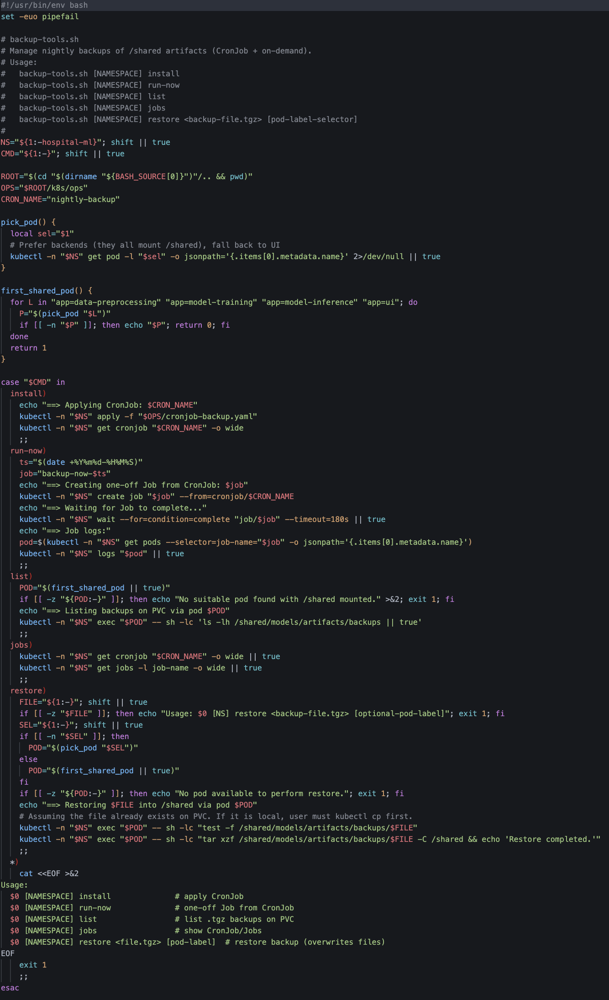 #!/usr/bin/env bash
set -euo pipefail

# backup-tools.sh
# Manage nightly backups of /shared artifacts (CronJob + on-demand).
# Usage:
#   backup-tools.sh [NAMESPACE] install
#   backup-tools.sh [NAMESPACE] run-now
#   backup-tools.sh [NAMESPACE] list
#   backup-tools.sh [NAMESPACE] jobs
#   backup-tools.sh [NAMESPACE] restore <backup-file.tgz> [pod-label-selector]
#
NS="${1:-hospital-ml}"; shift || true
CMD="${1:-}"; shift || true

ROOT="$(cd "$(dirname "${BASH_SOURCE[0]}")"/.. && pwd)"
OPS="$ROOT/k8s/ops"
CRON_NAME="nightly-backup"

pick_pod() {
  local sel="$1"
  # Prefer backends (they all mount /shared), fall back to UI
  kubectl -n "$NS" get pod -l "$sel" -o jsonpath='{.items[0].metadata.name}' 2>/dev/null || true
}

first_shared_pod() {
  for L in "app=data-preprocessing" "app=model-training" "app=model-inference" "app=ui"; do
    P="$(pick_pod "$L")"
    if [[ -n "$P" ]]; then echo "$P"; return 0; fi
  done
  return 1
}

case "$CMD" in
  install)
    echo "==> Applying CronJob: $CRON_NAME"
    kubectl -n "$NS" apply -f "$OPS/cronjob-backup.yaml"
    kubectl -n "$NS" get cronjob "$CRON_NAME" -o wide
    ;;
  run-now)
    ts="$(date +%Y%m%d-%H%M%S)"
    job="backup-now-$ts"
    echo "==> Creating one-off Job from CronJob: $job"
    kubectl -n "$NS" create job "$job" --from=cronjob/$CRON_NAME
    echo "==> Waiting for Job to complete..."
    kubectl -n "$NS" wait --for=condition=complete "job/$job" --timeout=180s || true
    echo "==> Job logs:"
    pod=$(kubectl -n "$NS" get pods --selector=job-name="$job" -o jsonpath='{.items[0].metadata.name}')
    kubectl -n "$NS" logs "$pod" || true
    ;;
  list)
    POD="$(first_shared_pod || true)"
    if [[ -z "${POD:-}" ]]; then echo "No suitable pod found with /shared mounted." >&2; exit 1; fi
    echo "==> Listing backups on PVC via pod $POD"
    kubectl -n "$NS" exec "$POD" -- sh -lc 'ls -lh /shared/models/artifacts/backups || true'
    ;;
  jobs)
    kubectl -n "$NS" get cronjob "$CRON_NAME" -o wide || true
    kubectl -n "$NS" get jobs -l job-name -o wide || true
    ;;
  restore)
    FILE="${1:-}"; shift || true
    if [[ -z "$FILE" ]]; then echo "Usage: $0 [NS] restore <backup-file.tgz> [optional-pod-label]"; exit 1; fi
    SEL="${1:-}"; shift || true
    if [[ -n "$SEL" ]]; then
      POD="$(pick_pod "$SEL")"
    else
      POD="$(first_shared_pod || true)"
    fi
    if [[ -z "${POD:-}" ]]; then echo "No pod available to perform restore."; exit 1; fi
    echo "==> Restoring $FILE into /shared via pod $POD"
    # Assuming the file already exists on PVC. If it is local, user must kubectl cp first.
    kubectl -n "$NS" exec "$POD" -- sh -lc "test -f /shared/models/artifacts/backups/$FILE"
    kubectl -n "$NS" exec "$POD" -- sh -lc "tar xzf /shared/models/artifacts/backups/$FILE -C /shared && echo 'Restore completed.'"
    ;;
  *)
    cat <<EOF >&2
Usage:
  $0 [NAMESPACE] install              # apply CronJob
  $0 [NAMESPACE] run-now              # one-off Job from CronJob
  $0 [NAMESPACE] list                 # list .tgz backups on PVC
  $0 [NAMESPACE] jobs                 # show CronJob/Jobs
  $0 [NAMESPACE] restore <file.tgz> [pod-label]  # restore backup (overwrites files)
EOF
    exit 1
    ;;
esac